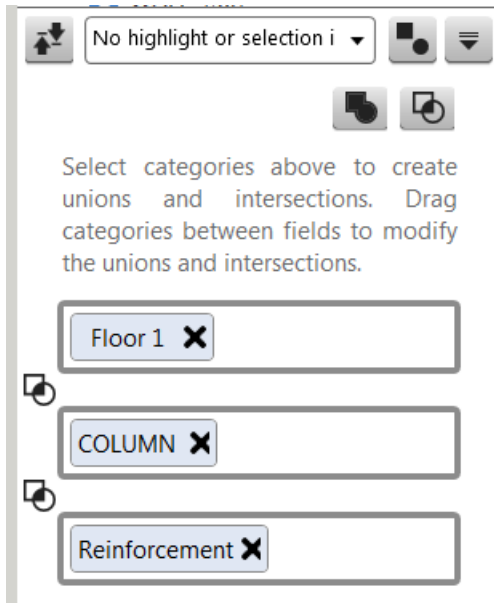 No highlight or selection i
Select categories above to create
unions and intersections. Drag
categories between fields to modify
the unions and intersections.
Floor 1
COLUMN
Reinforcement